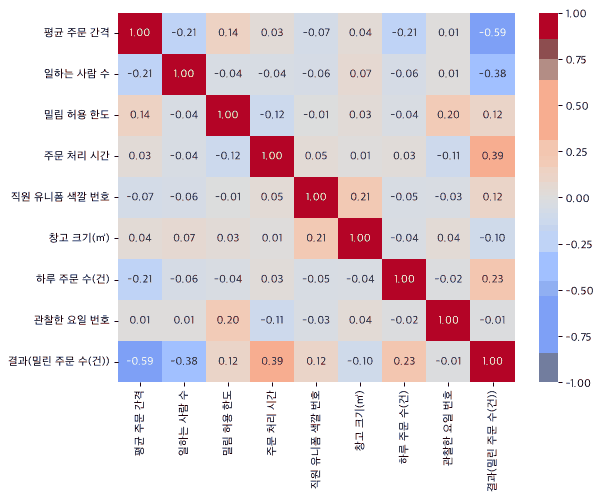 평균 주문 간격 1.00 -0.21 0.14 0.03 -0.07 0.04 -0.21 0.01 -0.59
일하는 사람 수 -0.21 1.00 -0.04 -0.04 -0.06 0.07 -0.06 0.01 -0.38
밀림 허용 한도 0.14 -0.04 1.00 -0.12 -0.01 0.03 -0.04 0.20 0.12
주문 처리 시간 0.03 -0.04 -0.12 1.00 0.05 0.01 0.03 -0.11 0.39
직원 유니폼 색깔 번호 -0.07 -0.06 -0.01 0.05 1.00 0.21 -0.05 -0.03 0.12
창고 크기(㎡) 0.04 0.07 0.03 0.01 0.21 1.00 -0.04 0.04 -0.10
하루 주문 수(건) -0.21 -0.06 -0.04 0.03 -0.05 -0.04 1.00 -0.02 0.23
관찰한 요일 번호 0.01 0.01 0.20 -0.11 -0.03 0.04 -0.02 1.00 -0.01
결과(밀린 주문 수(건)) -0.59 -0.38 0.12 0.39 0.12 -0.10 0.23 -0.01 1.00
평균 주문 간격
일하는 사람 수
밀림 허용 한도
주문 처리 시간
직원 유니폼 색깔 번호
창고 크기(㎡)
하루 주문 수(건)
관찰한 요일 번호
결과(밀린 주문 수(건))
1.00
0.75
0.50
0.25
0.00
-0.25
-0.50
-0.75
-1.00